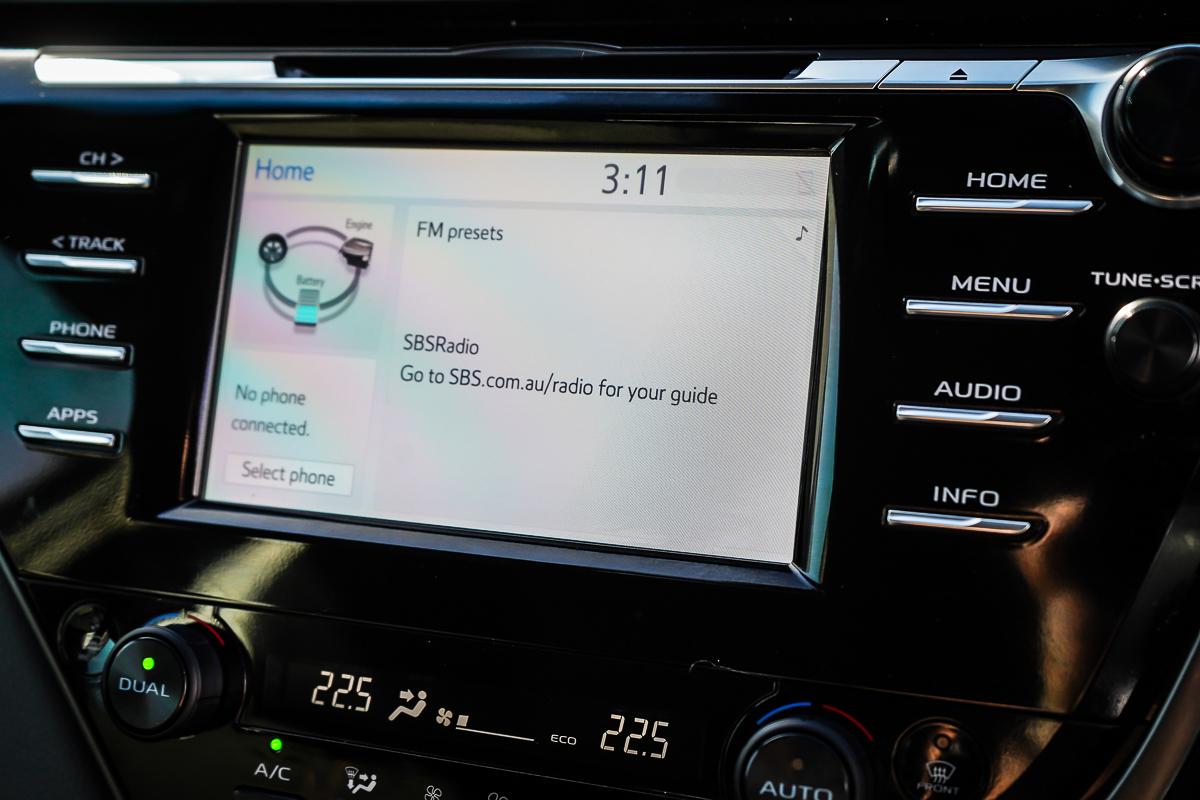 CH >
< TRACK
PHONE
APPS
Home
3:11
Engine
Battery
FM presets
SBSRadio
Go to SBS.com.au/radio for your guide
No phone
connected.
Select phone
HOME
MENU
AUDIO
INFO
TUNE•SCR
DUAL
22.5
ECO
22.5
A/C
AUTO
FRONT